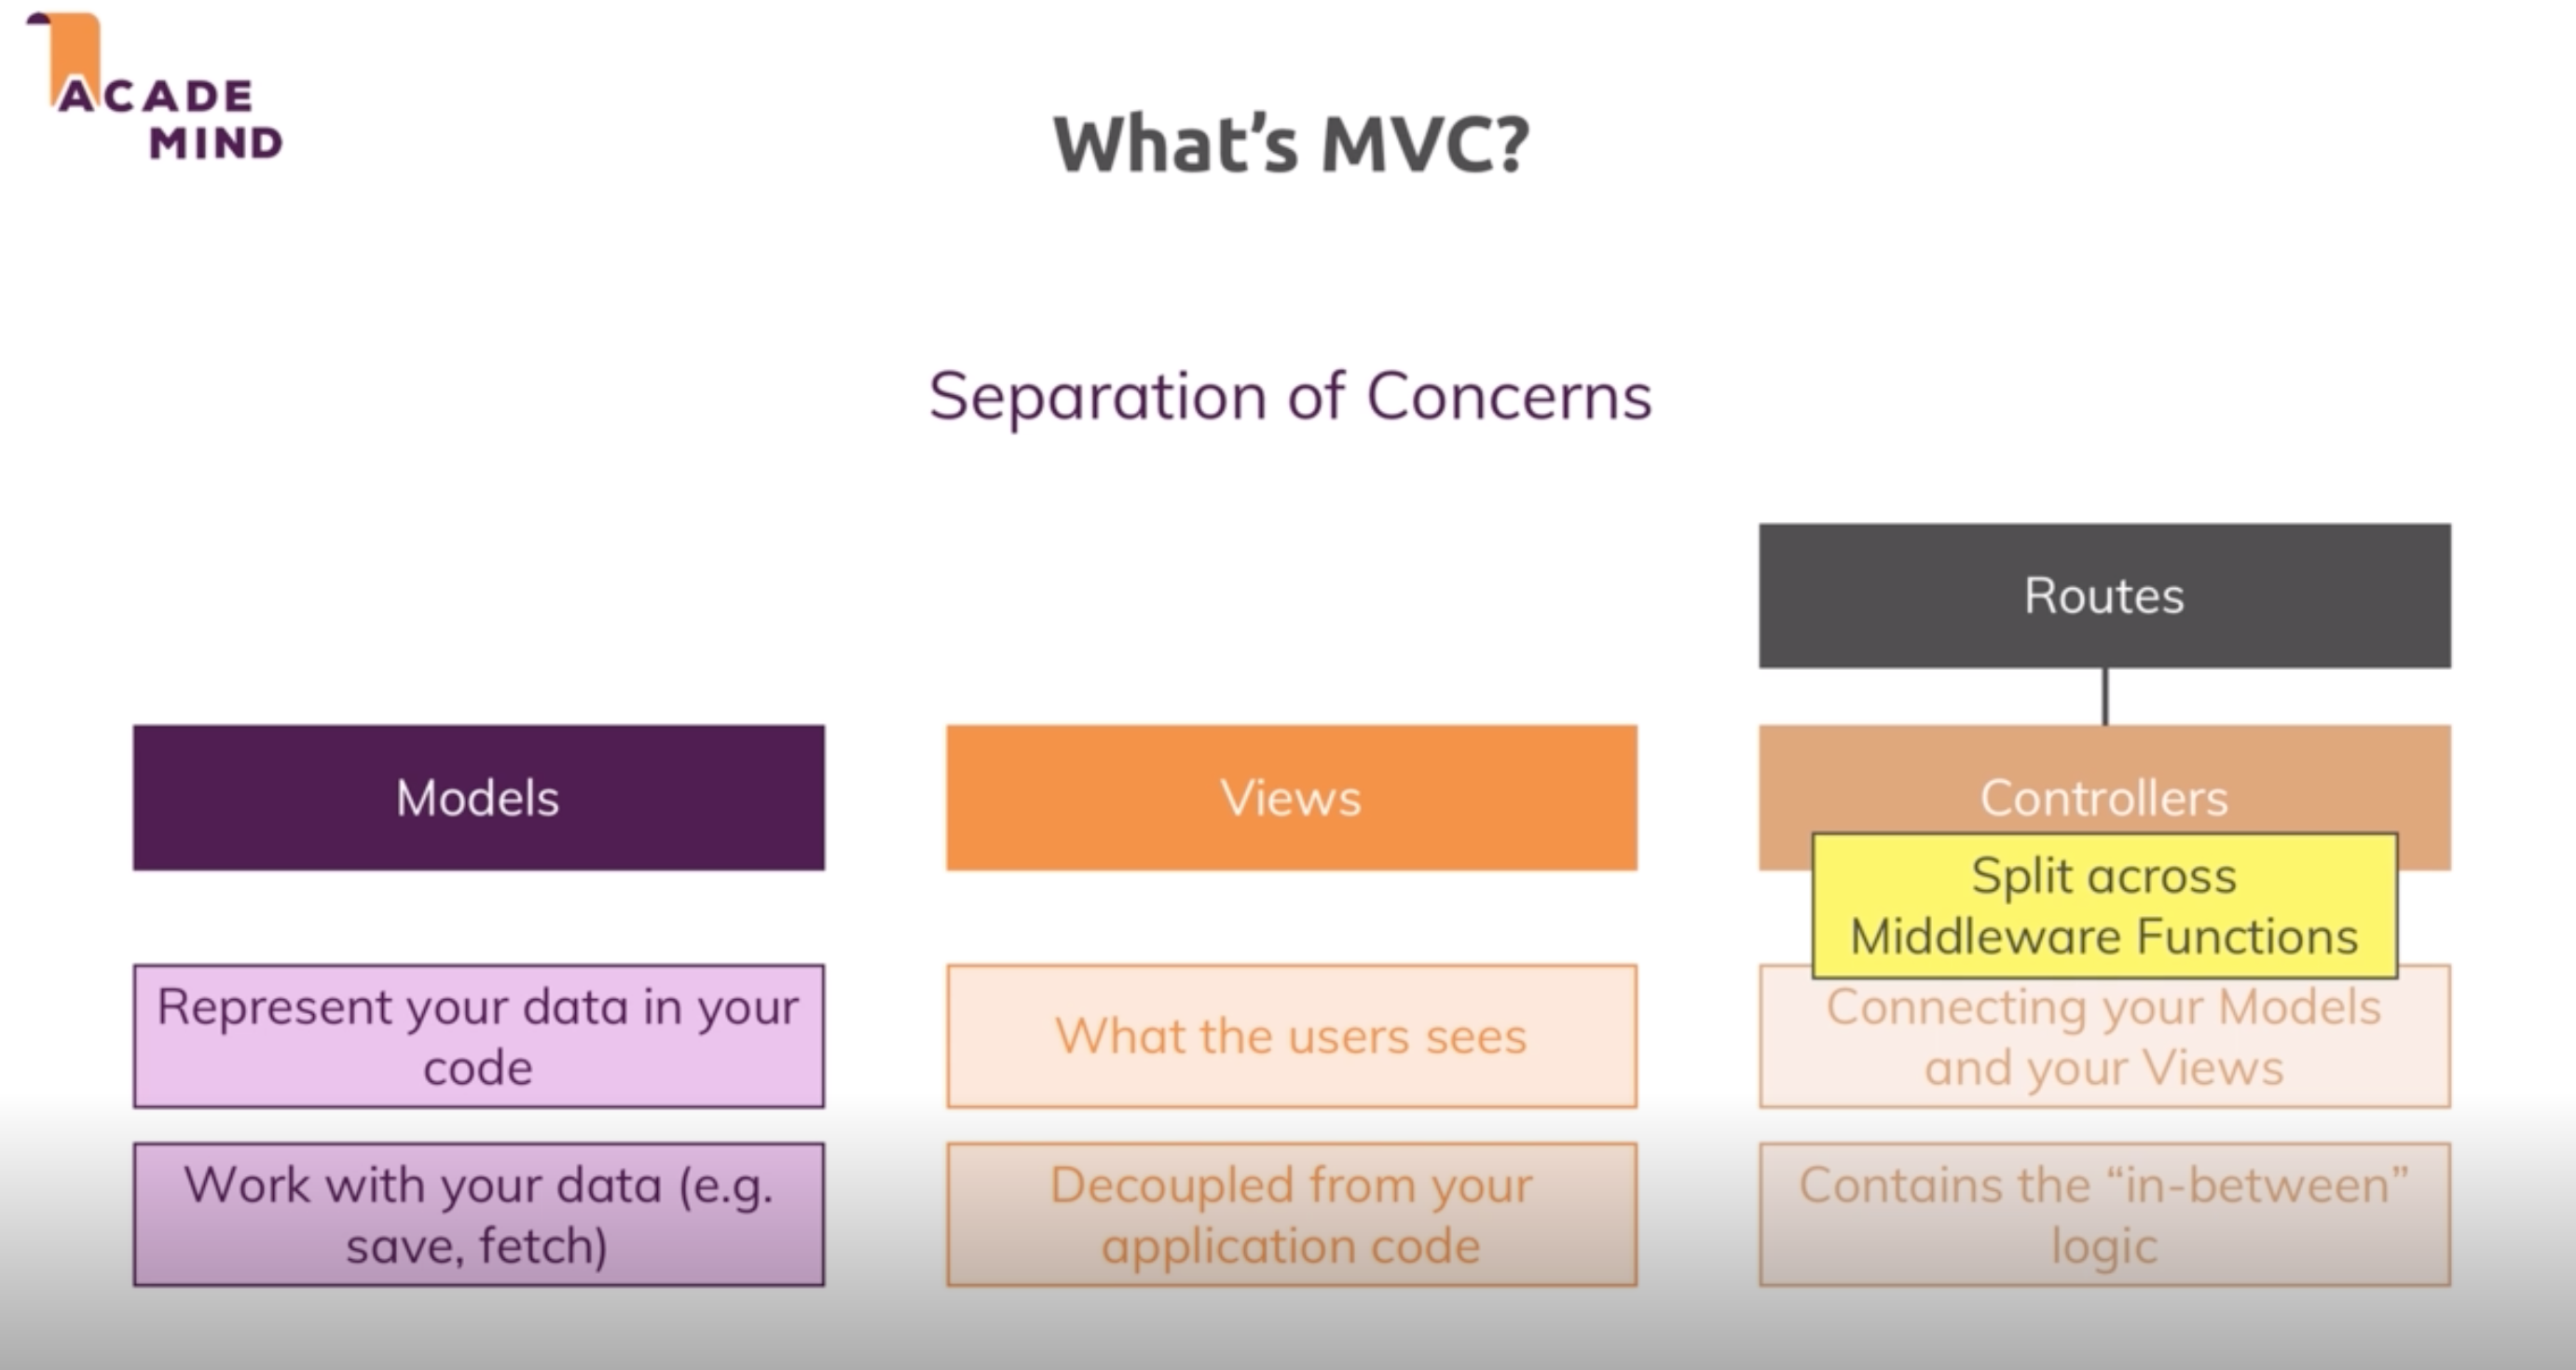 ACADE
MIND
What's MVC?
Separation of Concerns
Routes
Models
Views
Controllers
Split across
Middleware Functions
Represent your data in your
code
What the users sees
Connecting your Models
and your Views
Work with your data (e.g.
save, fetch)
Decoupled from your
application code
Contains the “in-between”
logic